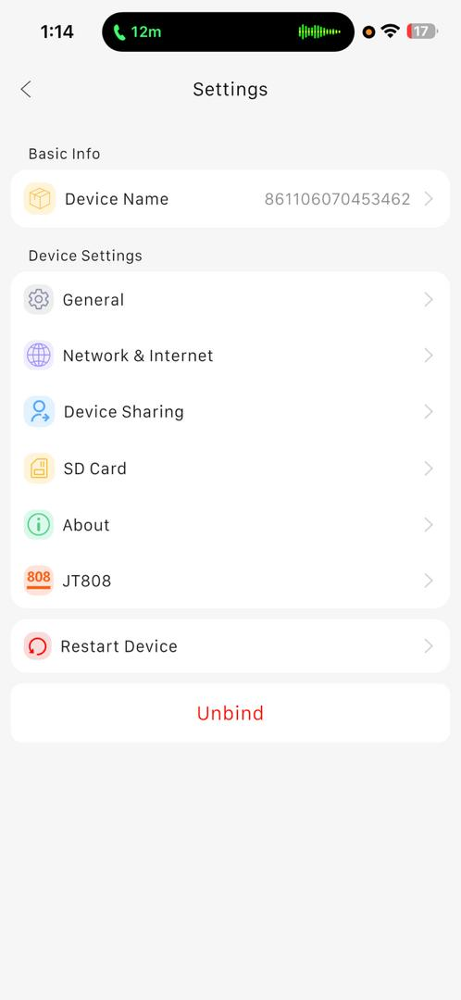 1:14
12m
17
Settings
Basic Info
Device Name 861106070453462
Device Settings
General
Network & Internet
Device Sharing
SD Card
About
808 JT808
Restart Device
Unbind